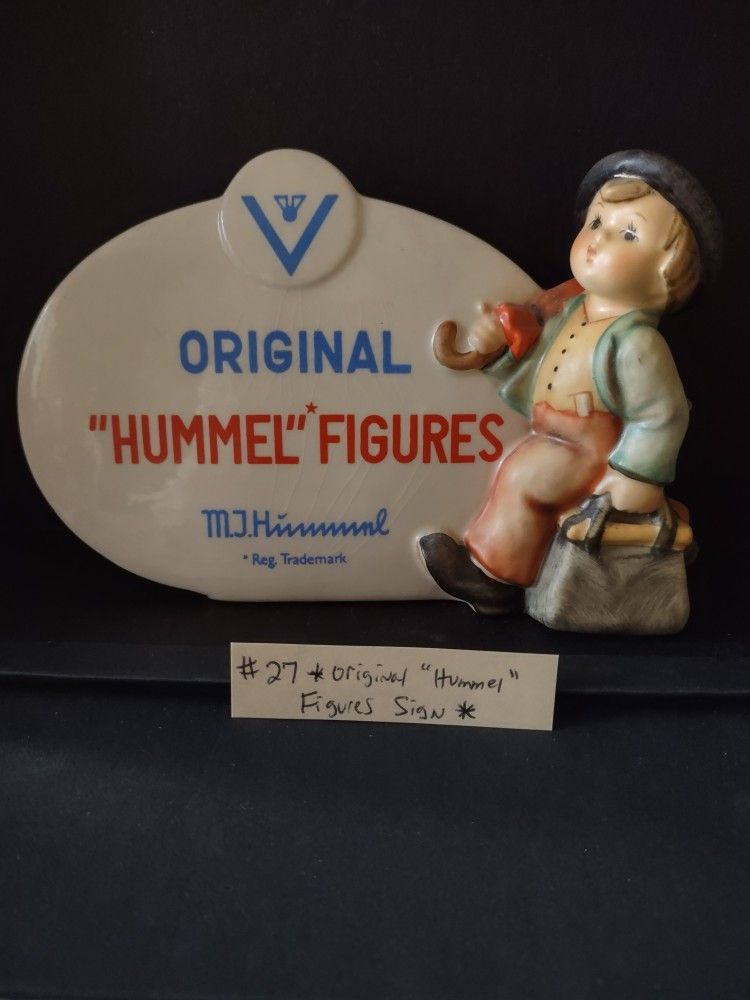 V
ORIGINAL
"HUMMEL"* FIGURES
M.J.Hummel
* Reg. Trademark
#27 * Original "Hummel"
Figures Sign *